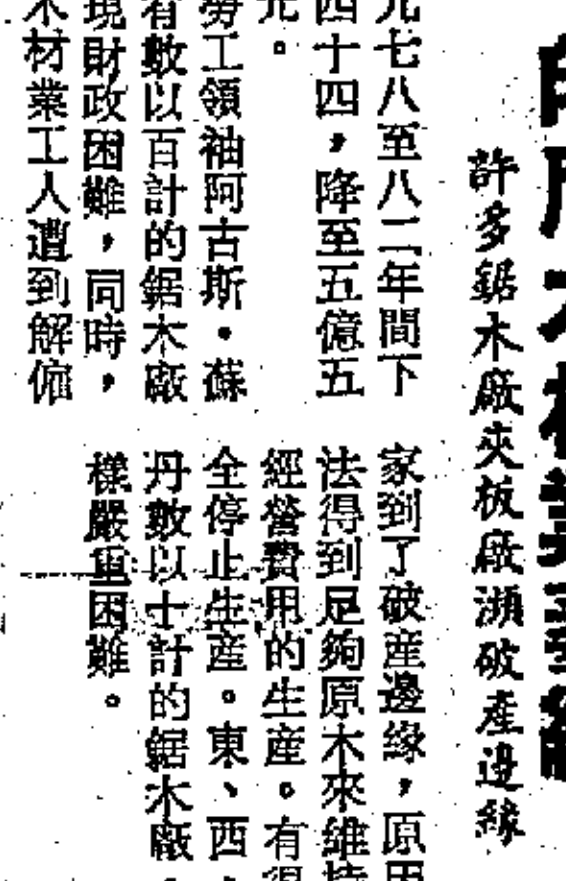 許多鋸木廠夾板廠瀕破產邊緣
九七八至八二年間下
四十四,降至五億五
元。
勞工領袖阿古斯•蘇
有數以百計的鋸木廠
現財政困難,同時,
木材業工人遭到解僱
家到了破產邊緣,原因
法得到足夠原木來維持
經營費用的生產。有
全停止生產。東、西
丹數以十計的鋸木廠
樣嚴重困難。